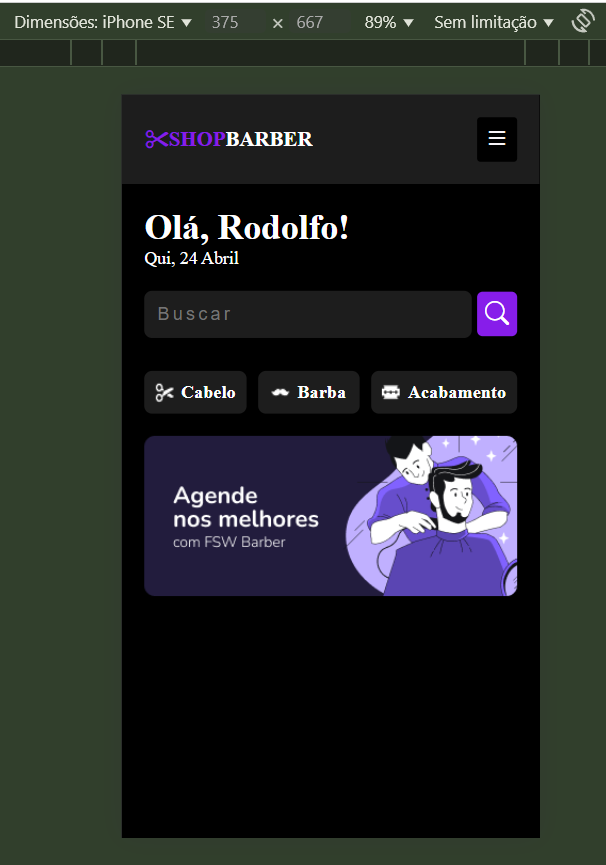 Dimensões: iPhone SE ▼ 375 × 667 89% ▼ Sem limitação ▼
SHOPBARBER
Olá, Rodolfo!
Qui, 24 Abril
Buscar
Cabelo Barba Acabamento
Agende
nos melhores
com FSW Barber